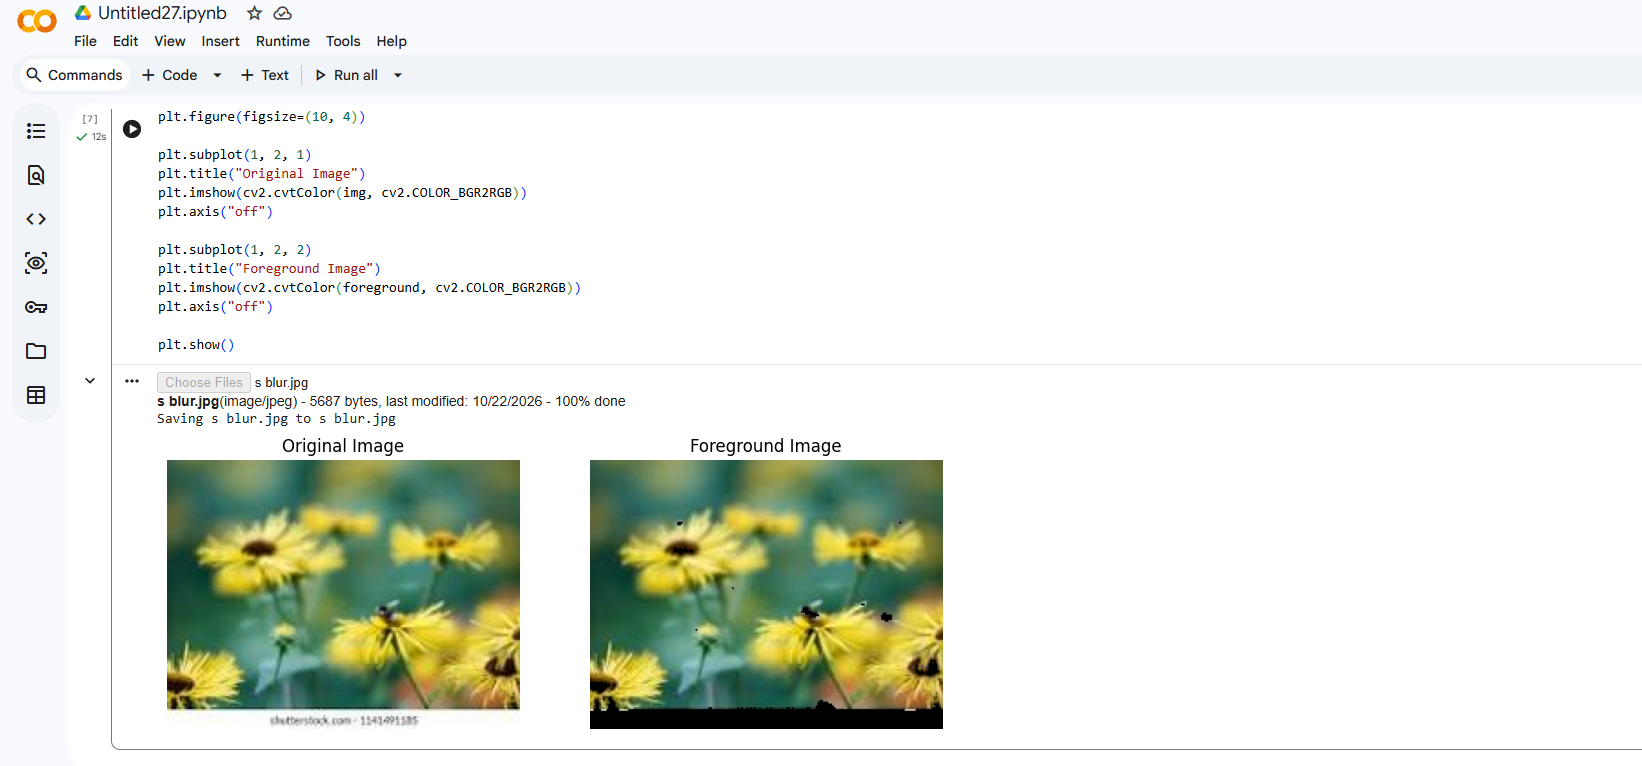 Untitled27.ipynb
File Edit View Insert Runtime Tools Help
Commands + Code + Text Run all
[7]
12s
plt.figure(figsize=(10, 4))
plt.subplot(1, 2, 1)
plt.title("Original Image")
plt.imshow(cv2.cvtColor(img, cv2.COLOR_BGR2RGB))
plt.axis("off")
plt.subplot(1, 2, 2)
plt.title("Foreground Image")
plt.imshow(cv2.cvtColor(foreground, cv2.COLOR_BGR2RGB))
plt.axis("off")
plt.show()
Choose Files s blur.jpg
s blur.jpg(image/jpeg) - 5687 bytes, last modified: 10/22/2026 - 100% done
Saving s blur.jpg to s blur.jpg
Original Image
Foreground Image
shutterstock.com · 1141491185